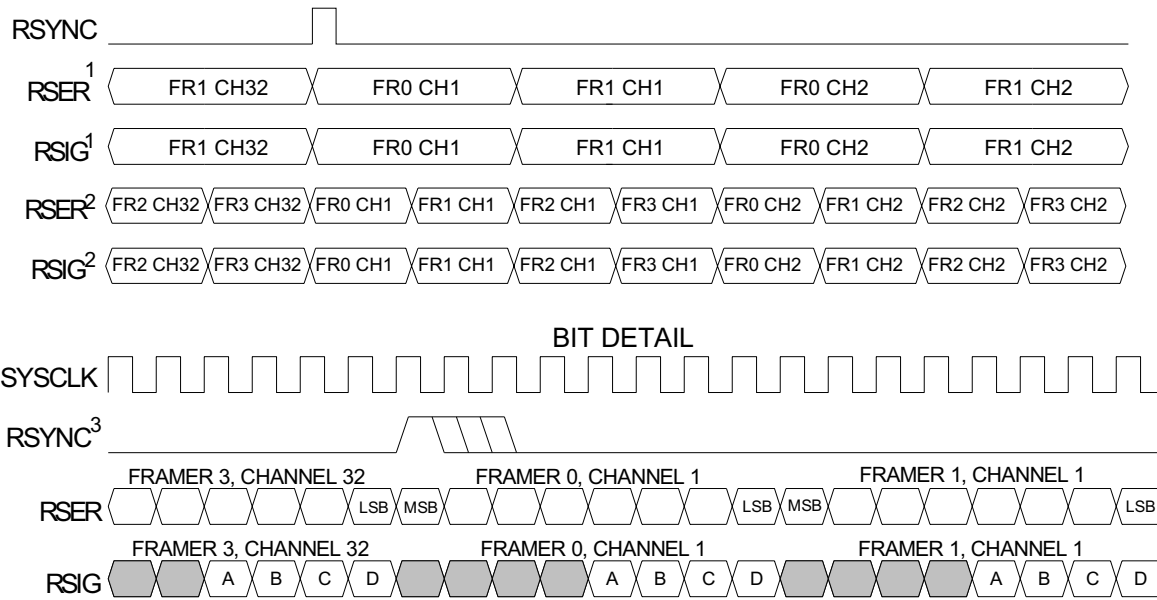 RSYNC
RSER1 FR1 CH32 FR0 CH1 FR1 CH1 FR0 CH2 FR1 CH2
RSIG1 FR1 CH32 FR0 CH1 FR1 CH1 FR0 CH2 FR1 CH2
RSER2 FR2 CH32 FR3 CH32 FR0 CH1 FR1 CH1 FR2 CH1 FR3 CH1 FR0 CH2 FR1 CH2 FR2 CH2 FR3 CH2
RSIG2 FR2 CH32 FR3 CH32 FR0 CH1 FR1 CH1 FR2 CH1 FR3 CH1 FR0 CH2 FR1 CH2 FR2 CH2 FR3 CH2
BIT DETAIL
SYSCLK
RSYNC3
FRAMER 3, CHANNEL 32 FRAMER 0, CHANNEL 1 FRAMER 1, CHANNEL 1
RSER LSB MSB LSB MSB LSB
FRAMER 3, CHANNEL 32 FRAMER 0, CHANNEL 1 FRAMER 1, CHANNEL 1
RSIG A B C D A B C D A B C D